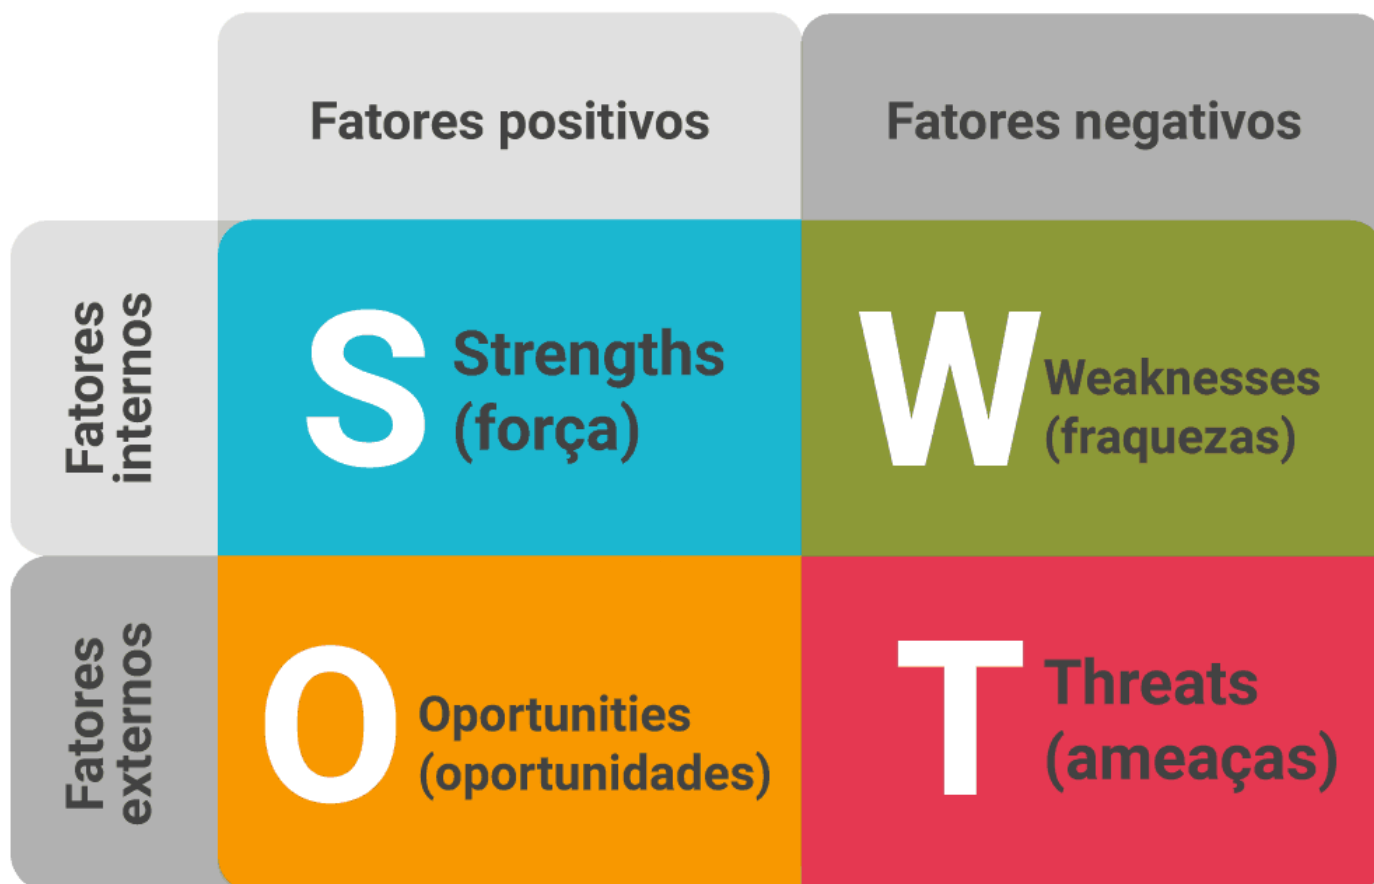 Fatores positivos
Fatores negativos
Fatores
internos
S
Strengths
(força)
W
Weaknesses
(fraquezas)
Fatores
externos
O
Oportunities
(oportunidades)
T
Threats
(ameaças)